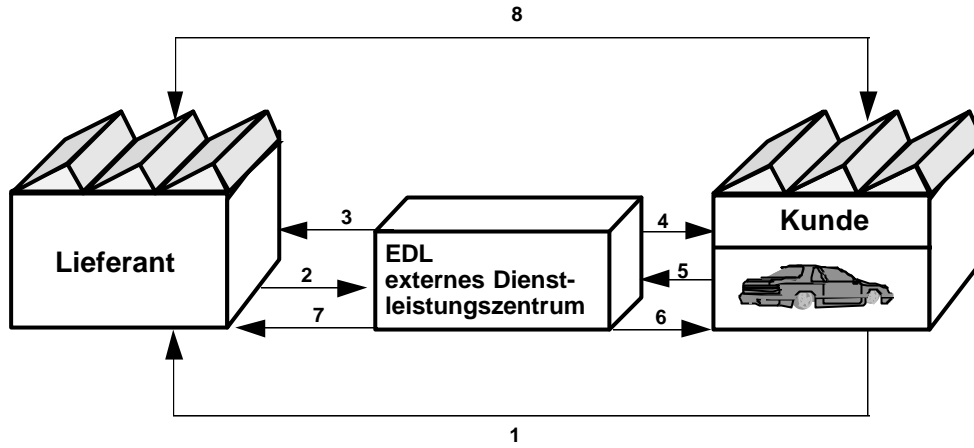 8
3
4
Kunde
Lieferant
EDL
externes Dienst-
leistungszentrum
2
5
7
6
1